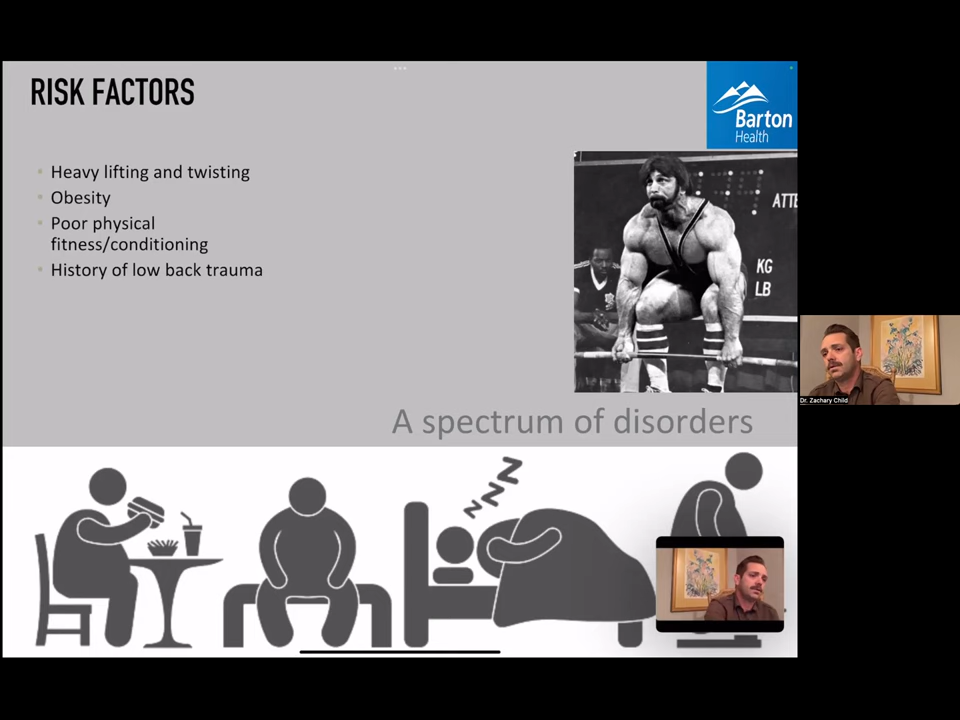 RISK FACTORS
Barton
Health
Heavy lifting and twisting
Obesity
Poor physical
fitness/conditioning
History of low back trauma
ATTE
KG
LB
Dr. Zachary Child
A spectrum of disorders
Z
Z
Z
Z